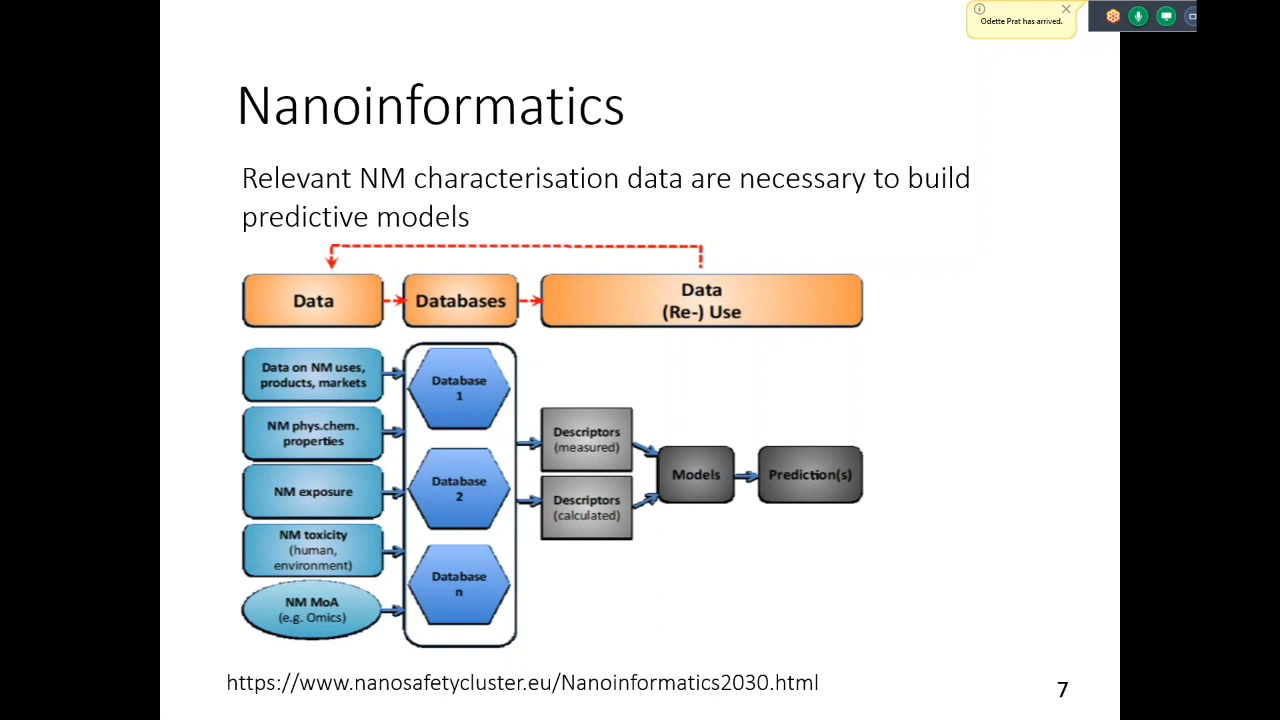 Odette Prat has arrived.
Nanoinformatics
Relevant NM characterisation data are necessary to build
predictive models
Data
Databases
Data
(Re-) Use
Data on NM uses,
products, markets
NM phys.chem.
properties
NM exposure
NM toxicity
(human,
environment)
NM MoA
(e.g. Omics)
Database
1
Database
2
Database
n
Descriptors
(measured)
Descriptors
(calculated)
Models
Prediction(s)
https://www.nanosafetycluster.eu/Nanoinformatics2030.html
7